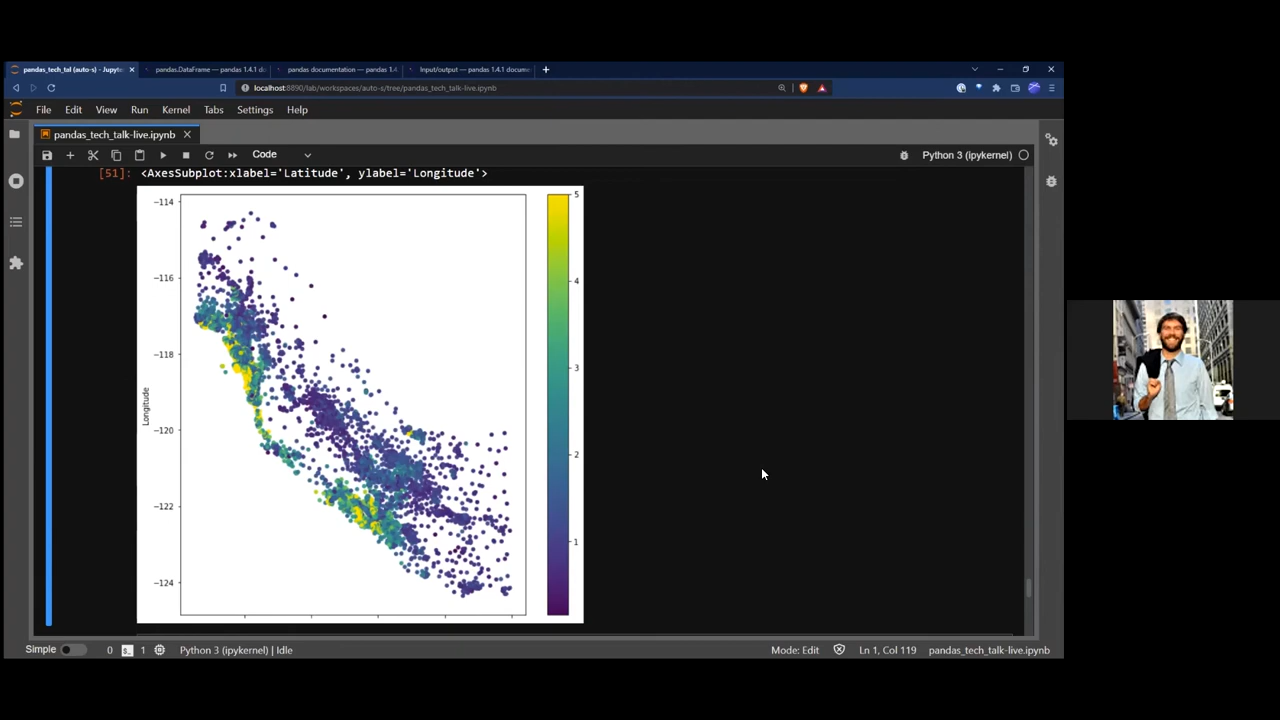 pandas_tech_tal (auto-s) - Jupyte
pandas.DataFrame — pandas 1.4.1 d
pandas documentation — pandas 1.4
Input/output — pandas 1.4.1 docume
localhost:8890/lab/workspaces/auto-s/tree/pandas_tech_talk-live.ipynb
File Edit View Run Kernel Tabs Settings Help
pandas_tech_talk-live.ipynb
Code
Python 3 (ipykernel)
[51]: <AxesSubplot:xlabel='Latitude', ylabel='Longitude'>
-114
-116
-118
-120
-122
-124
Longitude
5
4
3
2
1
Simple 0 $_ 1 Python 3 (ipykernel) | Idle Mode: Edit Ln 1, Col 119 pandas_tech_talk-live.ipynb